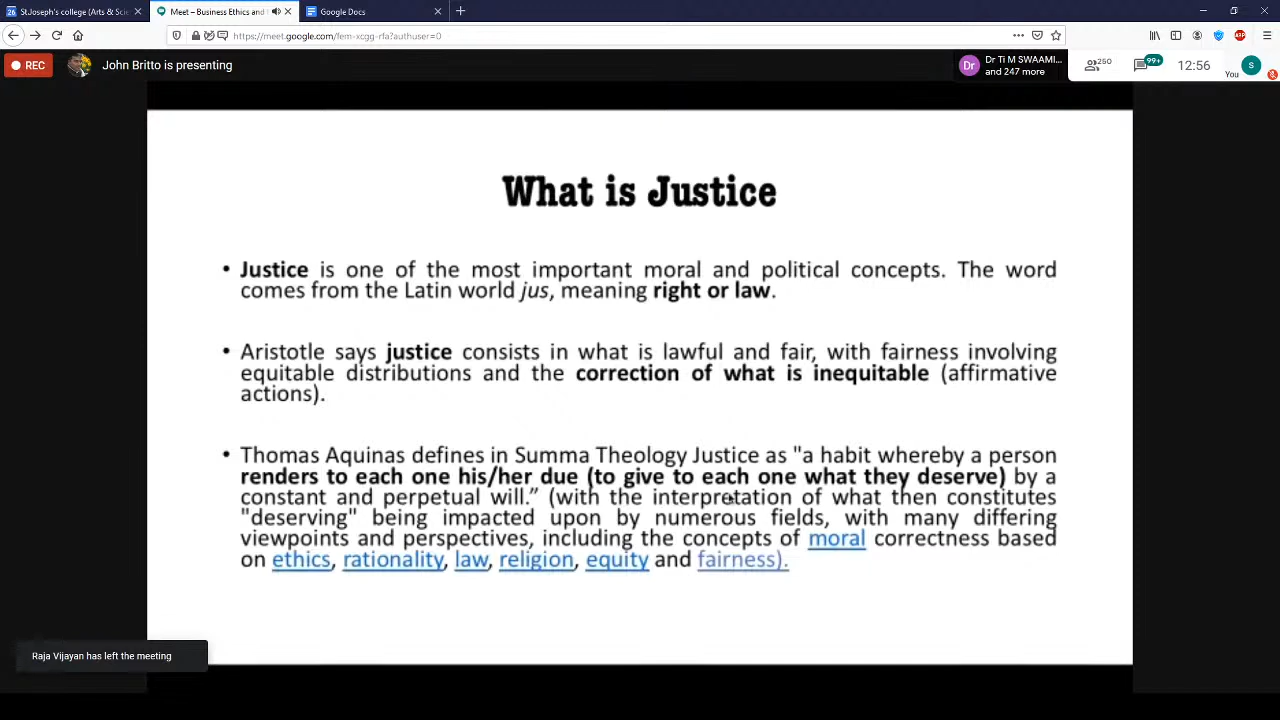 StJoseph's college (Arts & Scie
Meet – Business Ethics and
Google Docs
https://meet.google.com/fem-xcgg-rfa?authuser=0
REC
John Britto is presenting
Dr
Dr Ti M SWAAMI...
and 247 more
250
99+
12:56
You
S
What is Justice
• Justice is one of the most important moral and political concepts. The word
comes from the Latin world jus, meaning right or law.
• Aristotle says justice consists in what is lawful and fair, with fairness involving
equitable distributions and the correction of what is inequitable (affirmative
actions).
• Thomas Aquinas defines in Summa Theology Justice as "a habit whereby a person
renders to each one his/her due (to give to each one what they deserve) by a
constant and perpetual will.” (with the interpretation of what then constitutes
"deserving" being impacted upon by numerous fields, with many differing
viewpoints and perspectives, including the concepts of moral correctness based
on ethics, rationality, law, religion, equity and fairness).
Raja Vijayan has left the meeting